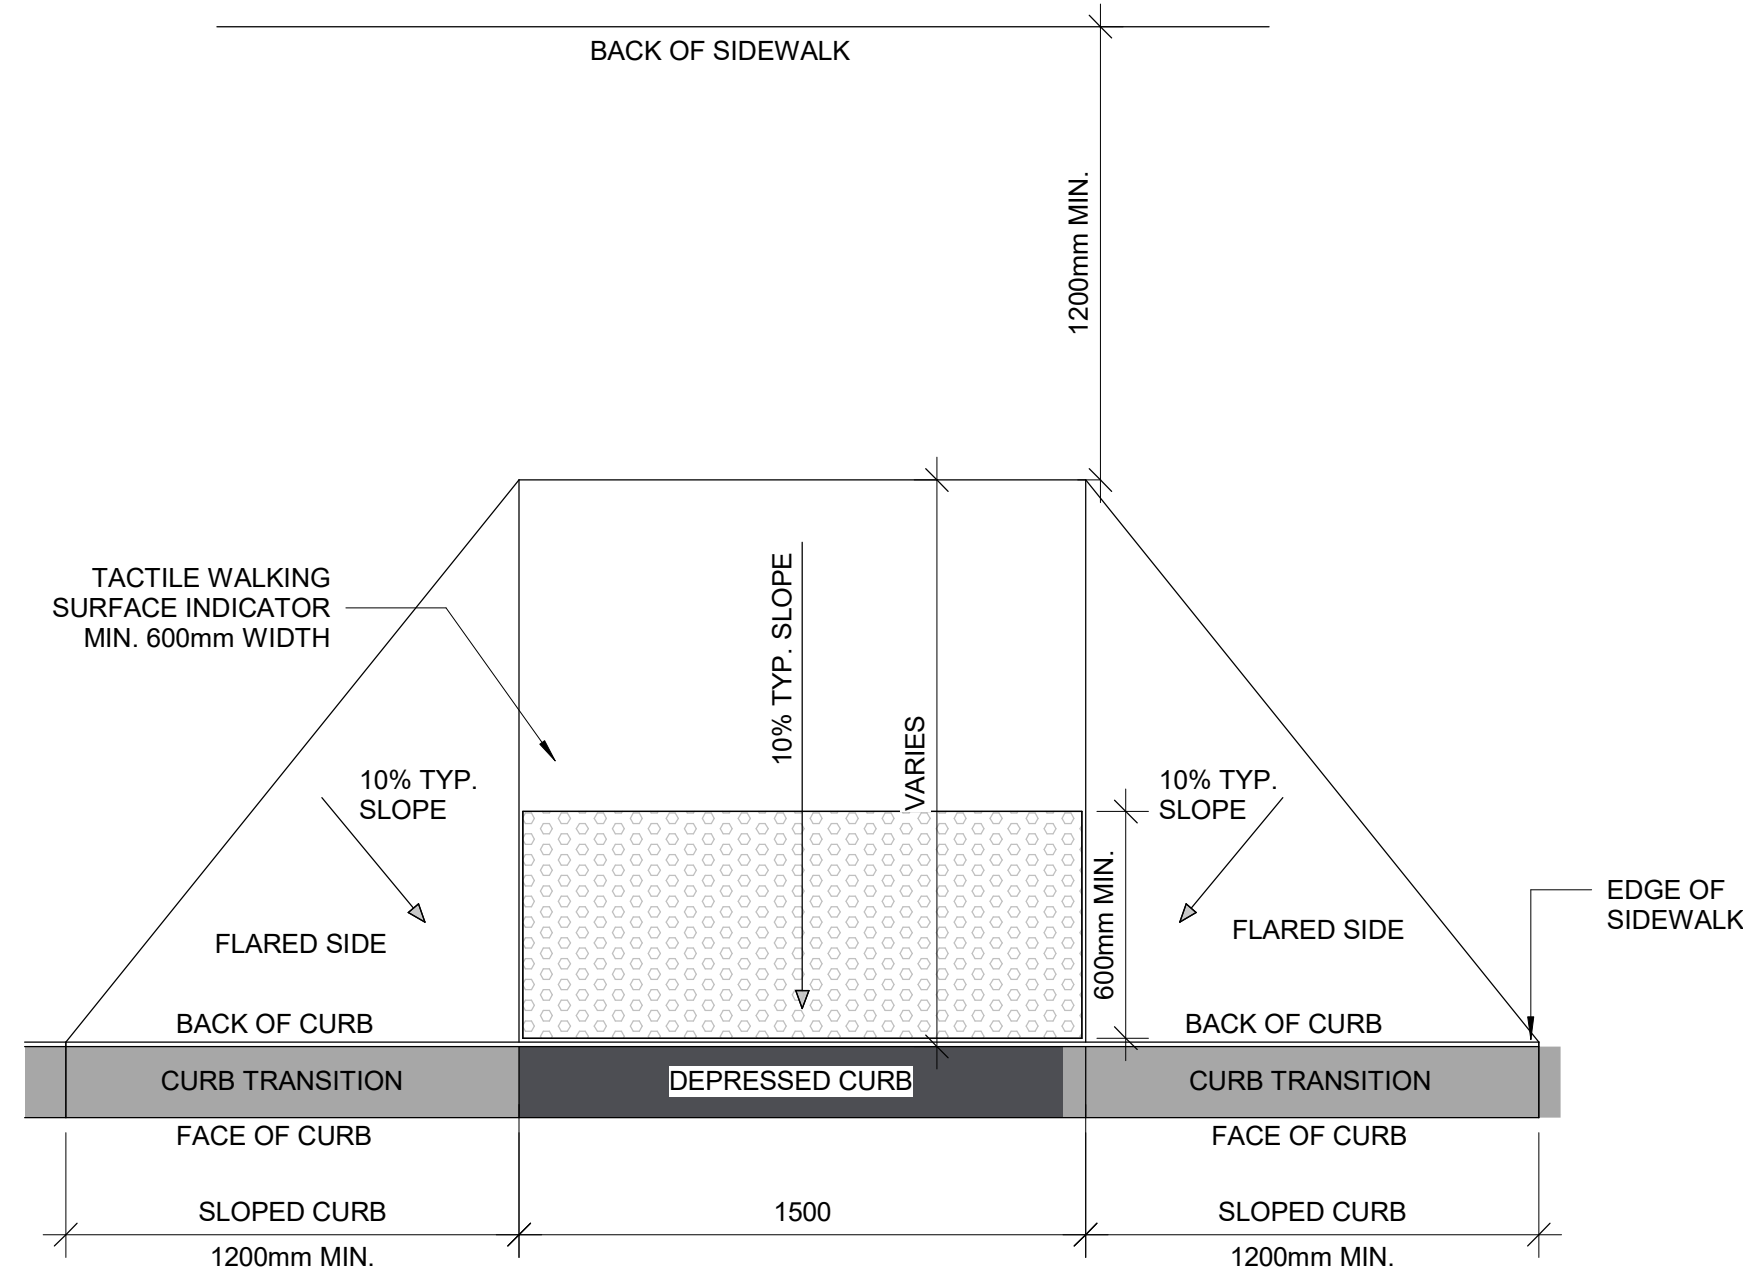 BACK OF SIDEWALK
1200mm MIN.
TACTILE WALKING
SURFACE INDICATOR
MIN. 600mm WIDTH
10% TYP. SLOPE
VARIES
10% TYP.
SLOPE
10% TYP.
SLOPE
600mm MIN.
EDGE OF
SIDEWALK
FLARED SIDE
FLARED SIDE
BACK OF CURB
BACK OF CURB
CURB TRANSITION
DEPRESSED CURB
CURB TRANSITION
FACE OF CURB
FACE OF CURB
SLOPED CURB
1500
SLOPED CURB
1200mm MIN.
1200mm MIN.